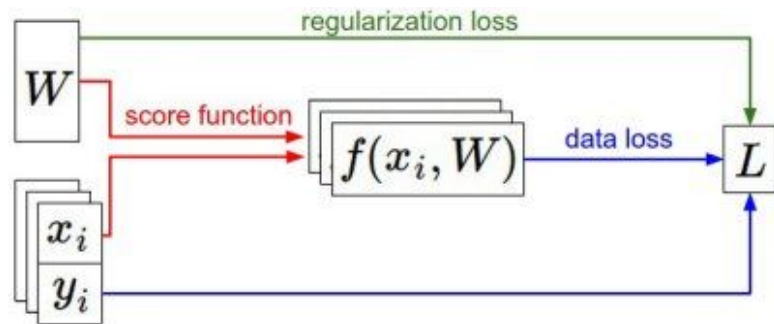 regularization loss
W
score function
f(x_i, W)
data loss
L
x_i
y_i